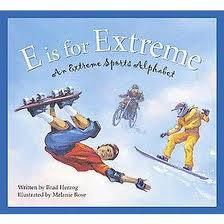 E is for Extreme
An Extreme Sports Alphabet
Written by Brad Herzog
Illustrated by Melanie Rose